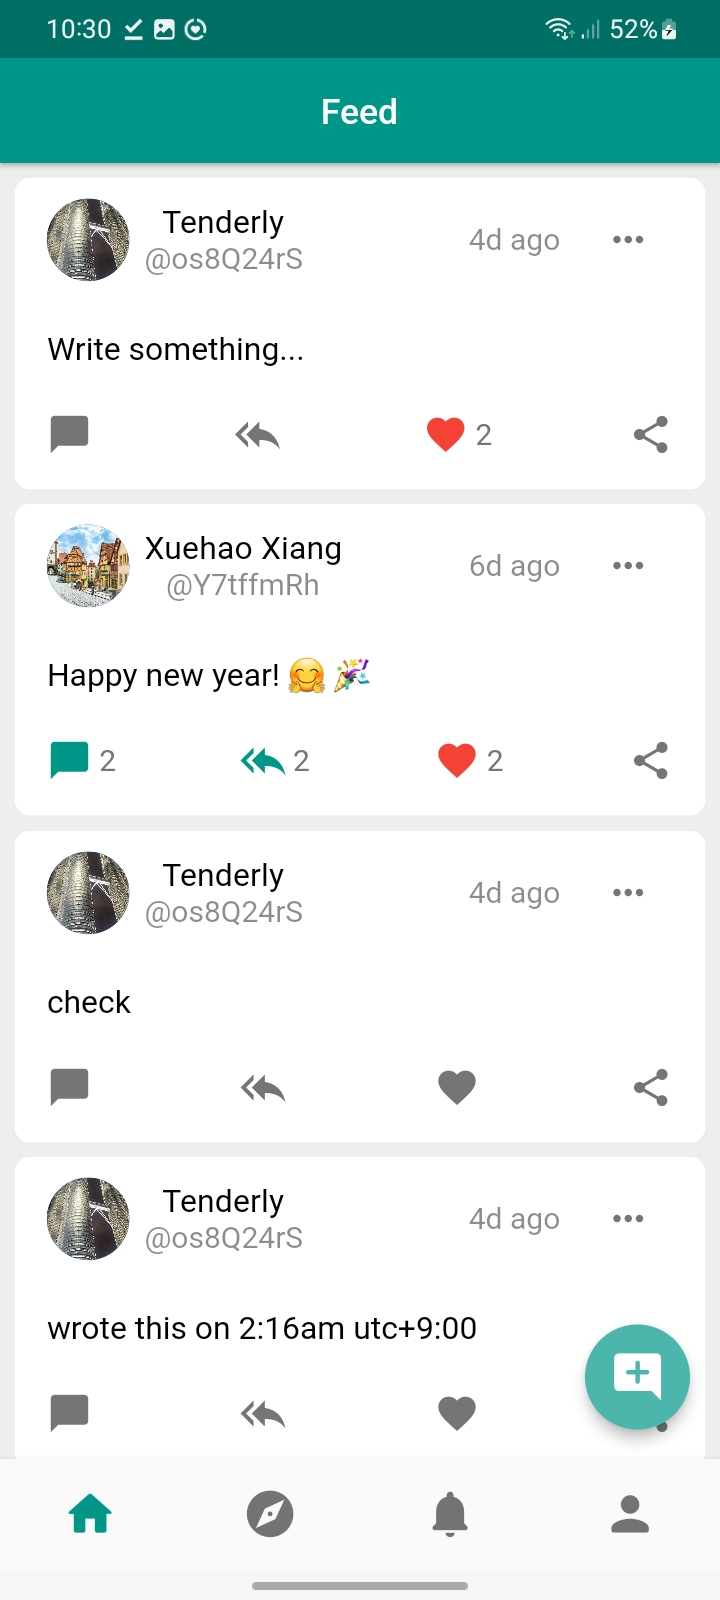 10:30 52%
Feed
Tenderly
@os8Q24rS
4d ago
Write something...
2
Xuehao Xiang
@Y7tffmRh
6d ago
Happy new year! 🤗 🎉
2 2 2
Tenderly
@os8Q24rS
4d ago
check
Tenderly
@os8Q24rS
4d ago
wrote this on 2:16am utc+9:00